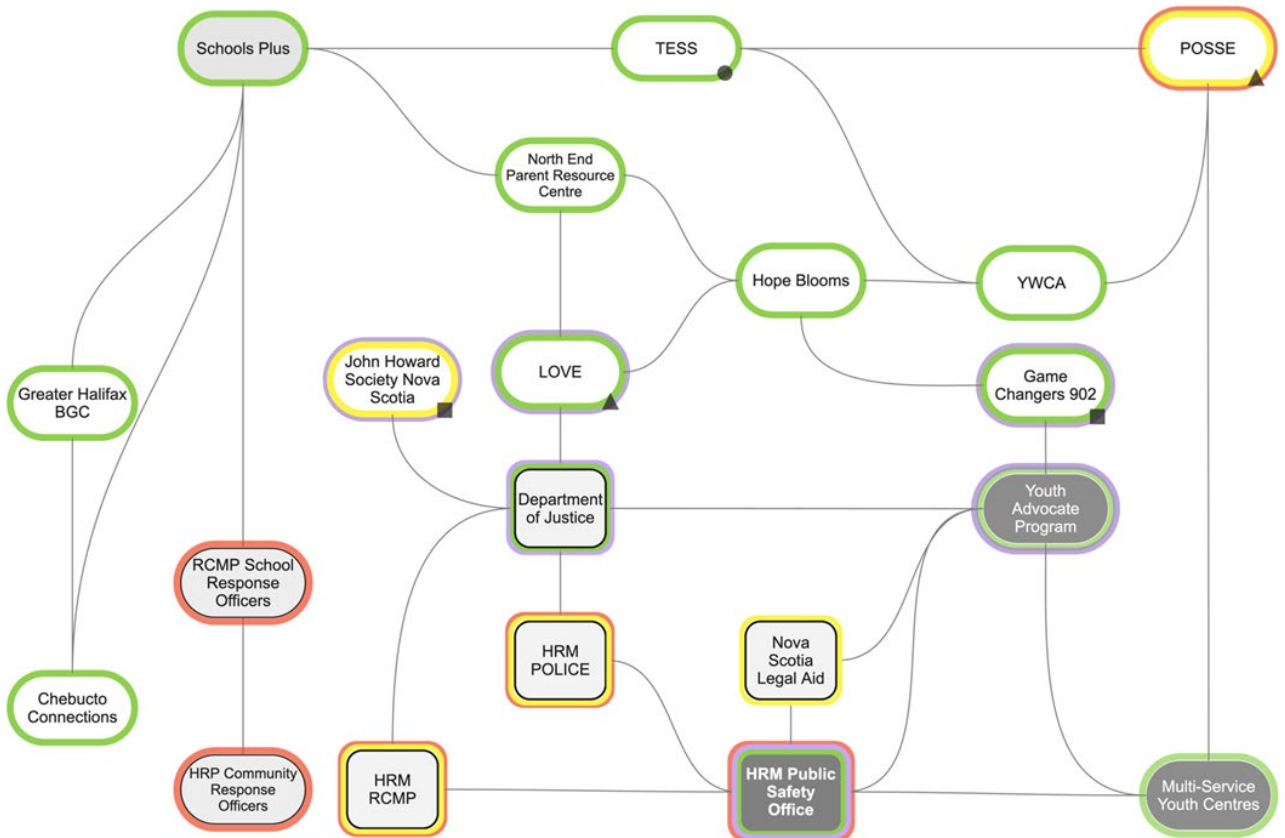 Schools Plus
TESS
POSSE
North End
Parent Resource
Centre
Hope Blooms
YWCA
John Howard
Society Nova
Scotia
LOVE
Game
Changers 902
Greater Halifax
BGC
Department
of Justice
Youth
Advocate
Program
RCMP School
Response
Officers
HRM
POLICE
Nova
Scotia
Legal Aid
Chebucto
Connections
HRP Community
Response
Officers
HRM
RCMP
HRM Public
Safety
Office
Multi-Service
Youth Centres